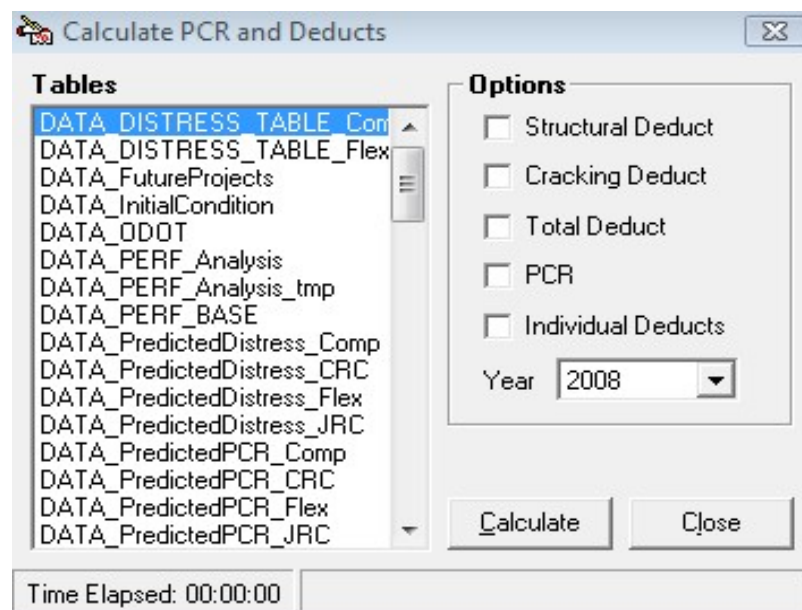 Calculate PCR and Deducts
Tables
DATA_DISTRESS_TABLE_Com
DATA_DISTRESS_TABLE_Flex
DATA_FutureProjects
DATA_InitialCondition
DATA_ODOT
DATA_PERF_Analysis
DATA_PERF_Analysis_tmp
DATA_PERF_BASE
DATA_PredictedDistress_Comp
DATA_PredictedDistress_CRC
DATA_PredictedDistress_Flex
DATA_PredictedDistress_JRC
DATA_PredictedPCR_Comp
DATA_PredictedPCR_CRC
DATA_PredictedPCR_Flex
DATA_PredictedPCR_JRC
Options
Structural Deduct
Cracking Deduct
Total Deduct
PCR
Individual Deducts
Year 2008
Calculate Close
Time Elapsed: 00:00:00